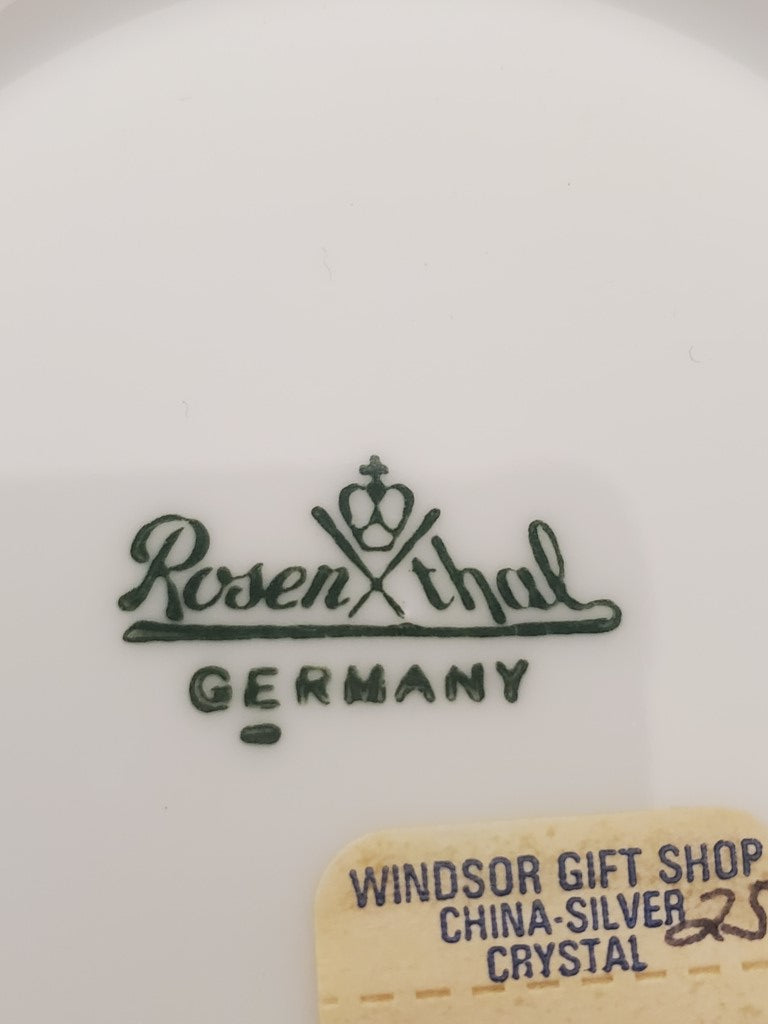 Rosenthal
GERMANY
WINDSOR GIFT SHOP
CHINA-SILVER
CRYSTAL